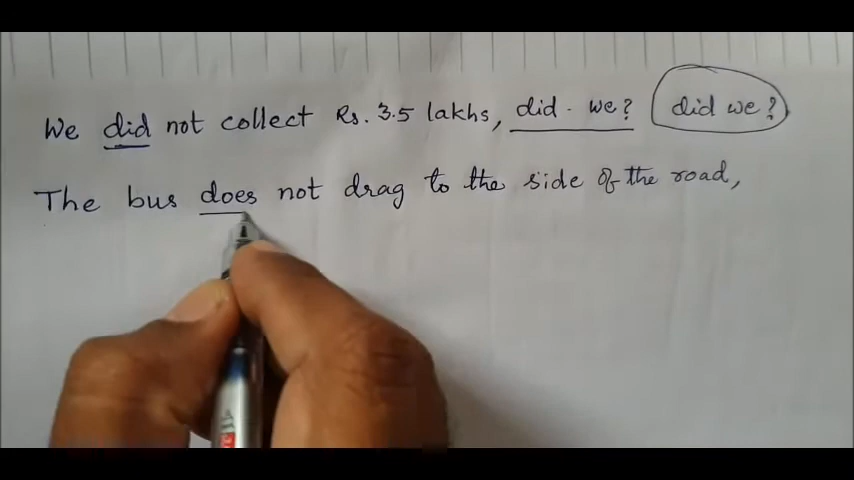 We did not collect Rs. 3.5 lakhs, did - we? did we?
The bus does not drag to the side of the road,